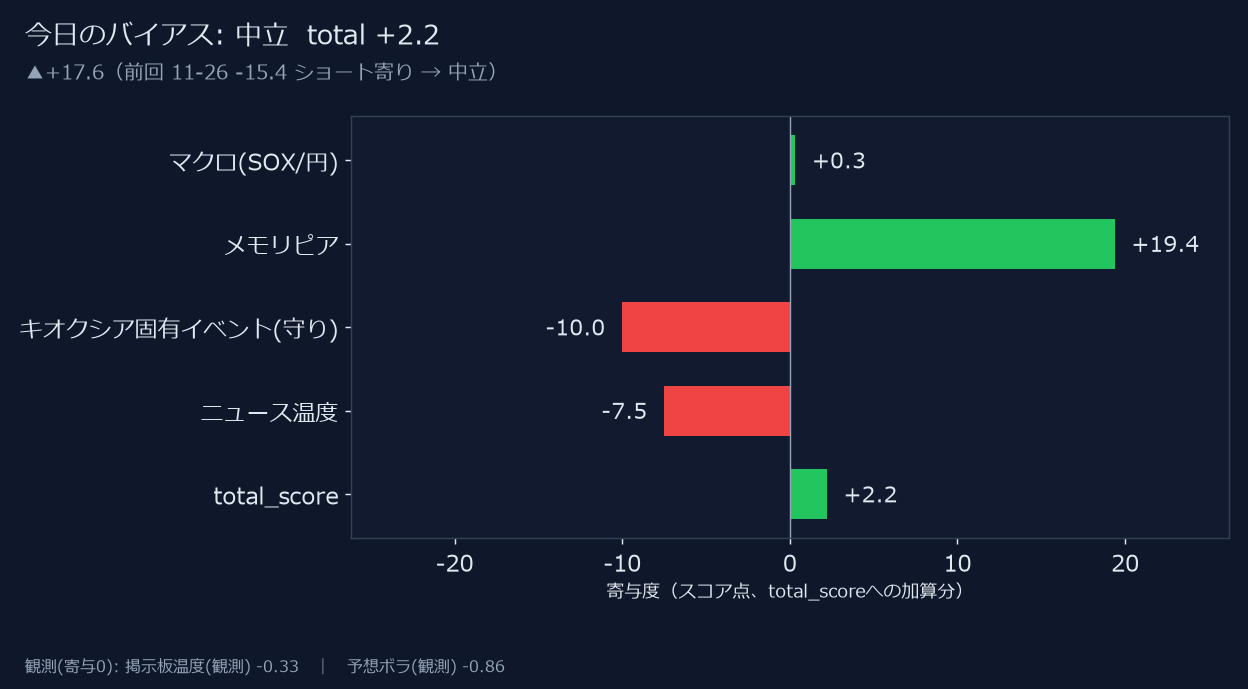 今日のバイアス: 中立  total +2.2
▲+17.6（前回 11-26 -15.4 ショート寄り → 中立）
マクロ(SOX/円)
+0.3
メモリピア
+19.4
キオクシア固有イベント(守り)
-10.0
ニュース温度
-7.5
total_score
+2.2
-20 -10 0 10 20
寄与度（スコア点、total_scoreへの加算分）
観測(寄与0): 掲示板温度(観測) -0.33 ｜ 予想ボラ(観測) -0.86